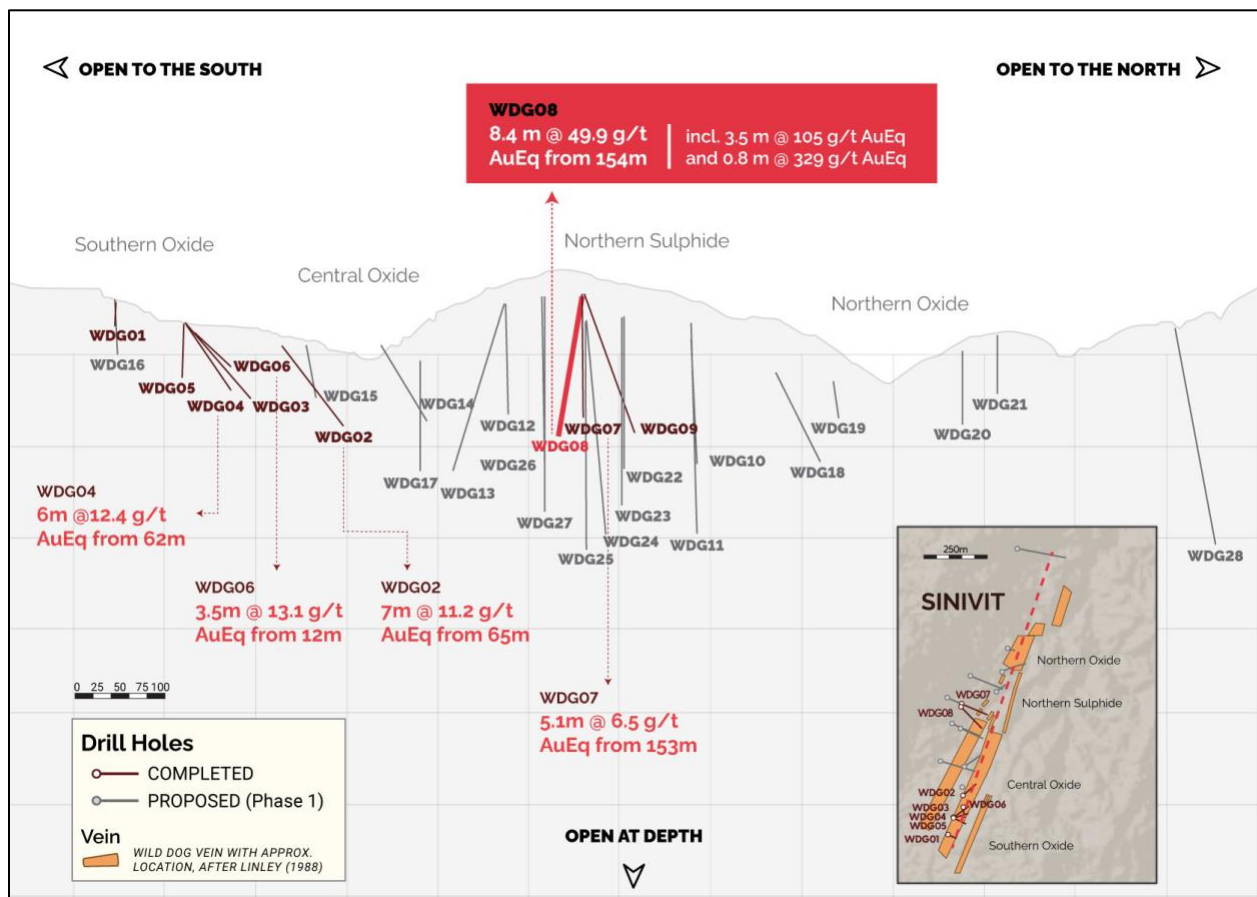 OPEN TO THE SOUTH
OPEN TO THE NORTH
WDG08
8.4 m @ 49.9 g/t
AuEq from 154m
incl. 3.5 m @ 105 g/t AuEq
and 0.8 m @ 329 g/t AuEq
Southern Oxide
Central Oxide
Northern Sulphide
Northern Oxide
WDG01
WDG16
WDG05
WDG04
WDG06
WDG03
WDG15
WDG02
WDG14
WDG17
WDG13
WDG12
WDG26
WDG08
WDG07
WDG09
WDG27
WDG22
WDG23
WDG24
WDG25
WDG10
WDG11
WDG19
WDG18
WDG21
WDG20
WDG28
WDG04
6m @12.4 g/t
AuEq from 62m
WDG06
3.5m @ 13.1 g/t
AuEq from 12m
WDG02
7m @ 11.2 g/t
AuEq from 65m
WDG07
5.1m @ 6.5 g/t
AuEq from 153m
0 25 50 75 100
Drill Holes
COMPLETED
PROPOSED (Phase 1)
Vein
WILD DOG VEIN WITH APPROX.
LOCATION, AFTER LINLEY (1988)
OPEN AT DEPTH
250m
SINIVIT
Northern Oxide
WDG07
Northern Sulphide
WDG08
Central Oxide
WDG02
WDG03
WDG06
WDG04
WDG05
WDG01
Southern Oxide